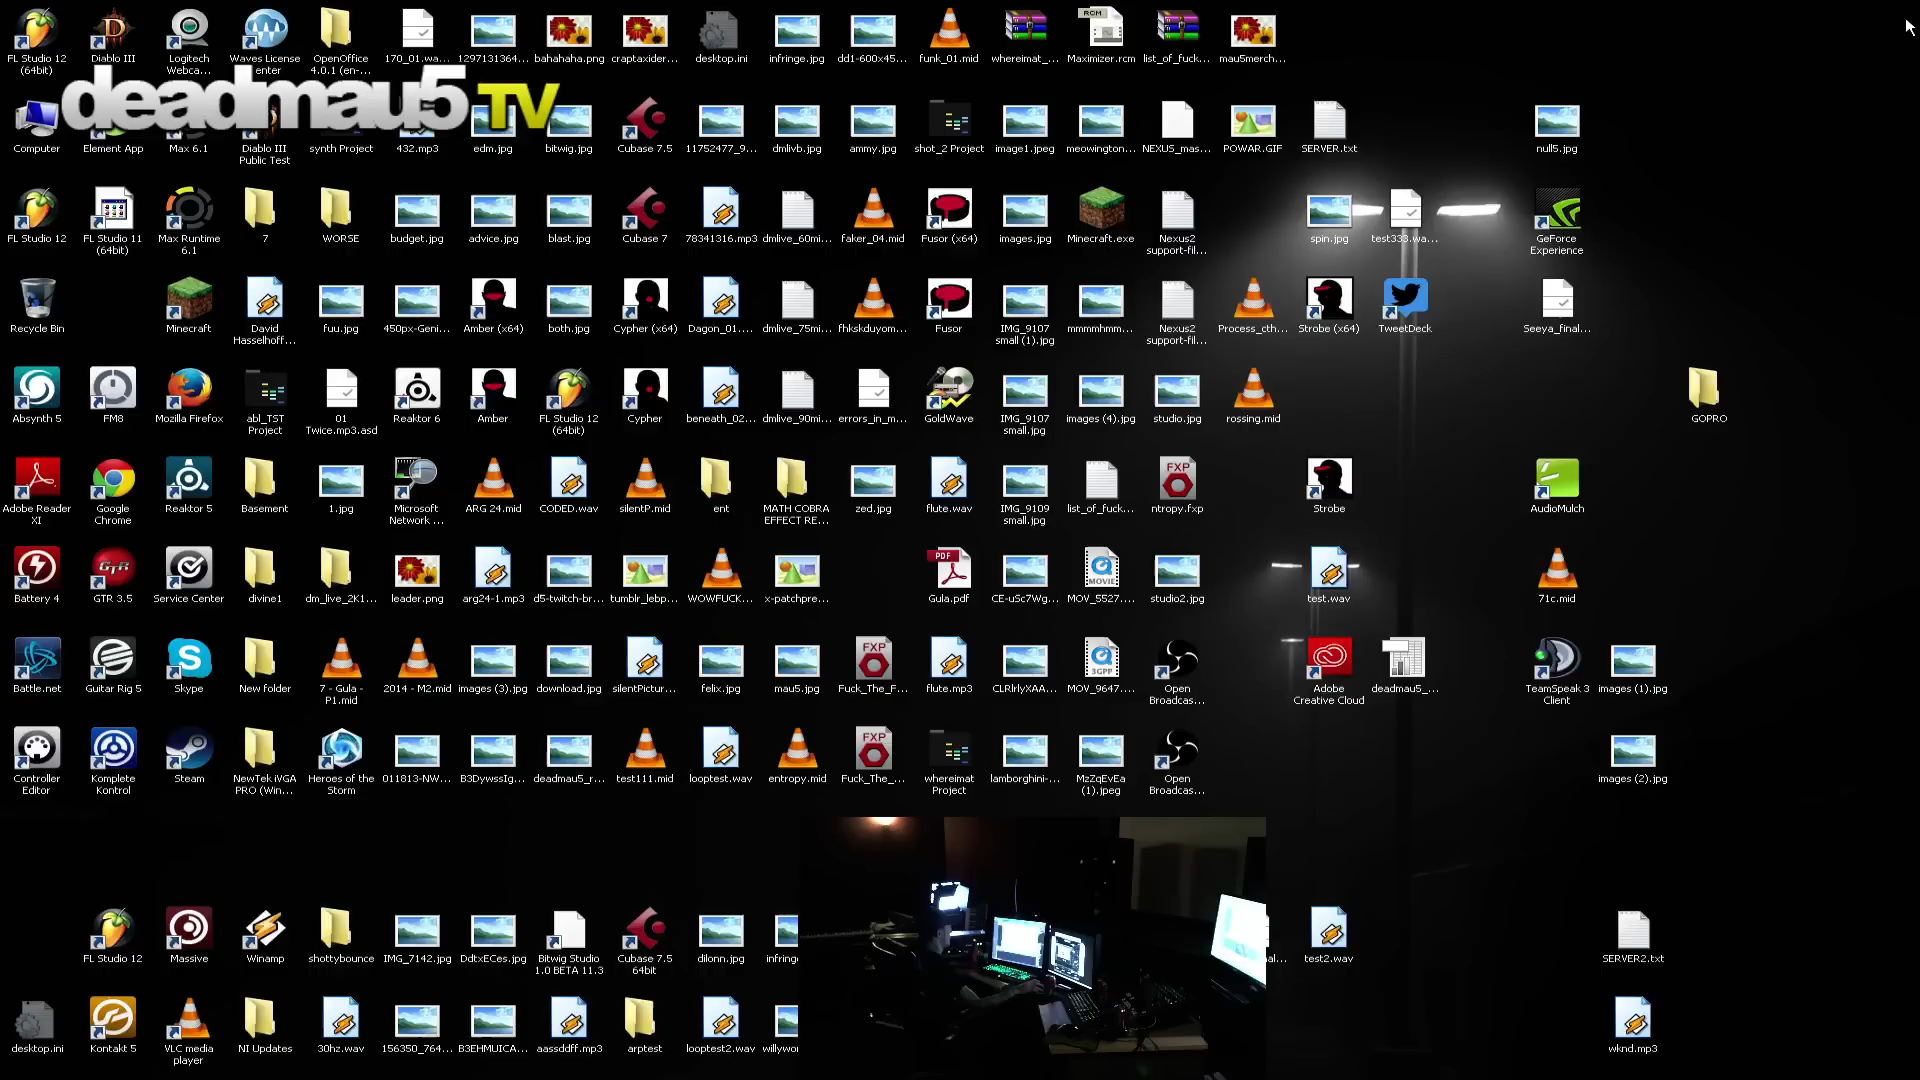 FL Studio 12
(64bit)
Diablo III
Logitech
Webca...
Waves License
enter
OpenOffice
4.0.1 (en-...
170_01.wa...
1297131364...
bahahaha.png
craptaxider...
desktop.ini
infringe.jpg
dd1-600x45...
funk_01.mid
whereimat_...
RCM
Maximizer.rcm
list_of_fuck...
mau5merch...
deadmau5 TV
Computer
Element App
Max 6.1
Diablo III
Public Test
synth Project
432.mp3
edm.jpg
bitwig.jpg
Cubase 7.5
11752477_9...
dmlivb.jpg
ammy.jpg
shot_2 Project
image1.jpeg
meowington...
NEXUS_mas...
POWAR.GIF
SERVER.txt
null5.jpg
FL Studio 12
FL Studio 11
(64bit)
Max Runtime
6.1
7
WORSE
budget.jpg
advice.jpg
blast.jpg
Cubase 7
78341316.mp3
dmlive_60mi...
faker_04.mid
Fusor (x64)
images.jpg
Minecraft.exe
Nexus2
support-fil...
spin.jpg
test333.wa...
GeForce
Experience
Recycle Bin
Minecraft
David
Hasselhoff...
fuu.jpg
450px-Geni...
Amber (x64)
both.jpg
Cypher (x64)
Dagon_01....
dmlive_75mi...
fhkskduyom...
Fusor
IMG_9107
small (1).jpg
mmmmhmm...
Nexus2
support-fil...
Process_cth...
Strobe (x64)
TweetDeck
Seeya_final...
Absynth 5
FM8
Mozilla Firefox
abl_TST
Project
01
Twice.mp3.asd
Reaktor 6
Amber
FL Studio 12
(64bit)
Cypher
beneath_02...
dmlive_90mi...
errors_in_m...
GoldWave
IMG_9107
small.jpg
images (4).jpg
studio.jpg
rossing.mid
GOPRO
Adobe Reader
XI
Google
Chrome
Reaktor 5
Basement
1.jpg
Microsoft
Network ...
ARG 24.mid
CODED.wav
silentP.mid
ent
MATH COBRA
EFFECT RE...
zed.jpg
flute.wav
IMG_9109
small.jpg
list_of_fuck...
FXP
ntropy.fxp
Strobe
AudioMulch
Battery 4
GTR
GTR 3.5
Service Center
divine1
dm_live_2K1...
leader.png
arg24-1.mp3
d5-twitch-br...
tumblr_lebp...
WOWFUCK...
x-patchpre...
PDF
Gula.pdf
CE-uSc7Wg...
MOVIE
MOV_5527....
studio2.jpg
test.wav
71c.mid
Battle.net
Guitar Rig 5
Skype
New folder
7 - Gula -
P1.mid
2014 - M2.mid
images (3).jpg
download.jpg
silentPictur...
felix.jpg
mau5.jpg
FXP
Fuck_The_F...
flute.mp3
CLRlrlyXAA...
3GPP
MOV_9647....
Open
Broadcas...
Adobe
Creative Cloud
deadmau5_...
TeamSpeak 3
Client
images (1).jpg
Controller
Editor
Komplete
Kontrol
Steam
NewTek iVGA
PRO (Win...
Heroes of the
Storm
011813-NW...
B3DywssIg...
deadmau5_r...
test111.mid
looptest.wav
entropy.mid
FXP
Fuck_The_...
whereimat
Project
lamborghini-...
MzZqEvEa
(1).jpeg
Open
Broadcas...
images (2).jpg
FL Studio 12
Massive
Winamp
shottybounce
IMG_7142.jpg
DdtxECes.jpg
Bitwig Studio
1.0 BETA 11.3
Cubase 7.5
64bit
dilonn.jpg
infring
al...
test2.wav
SERVER2.txt
desktop.ini
Kontakt 5
VLC media
player
NI Updates
30hz.wav
156350_764...
B3EHMUICA...
aassddff.mp3
arptest
looptest2.wav
willywor
wknd.mp3